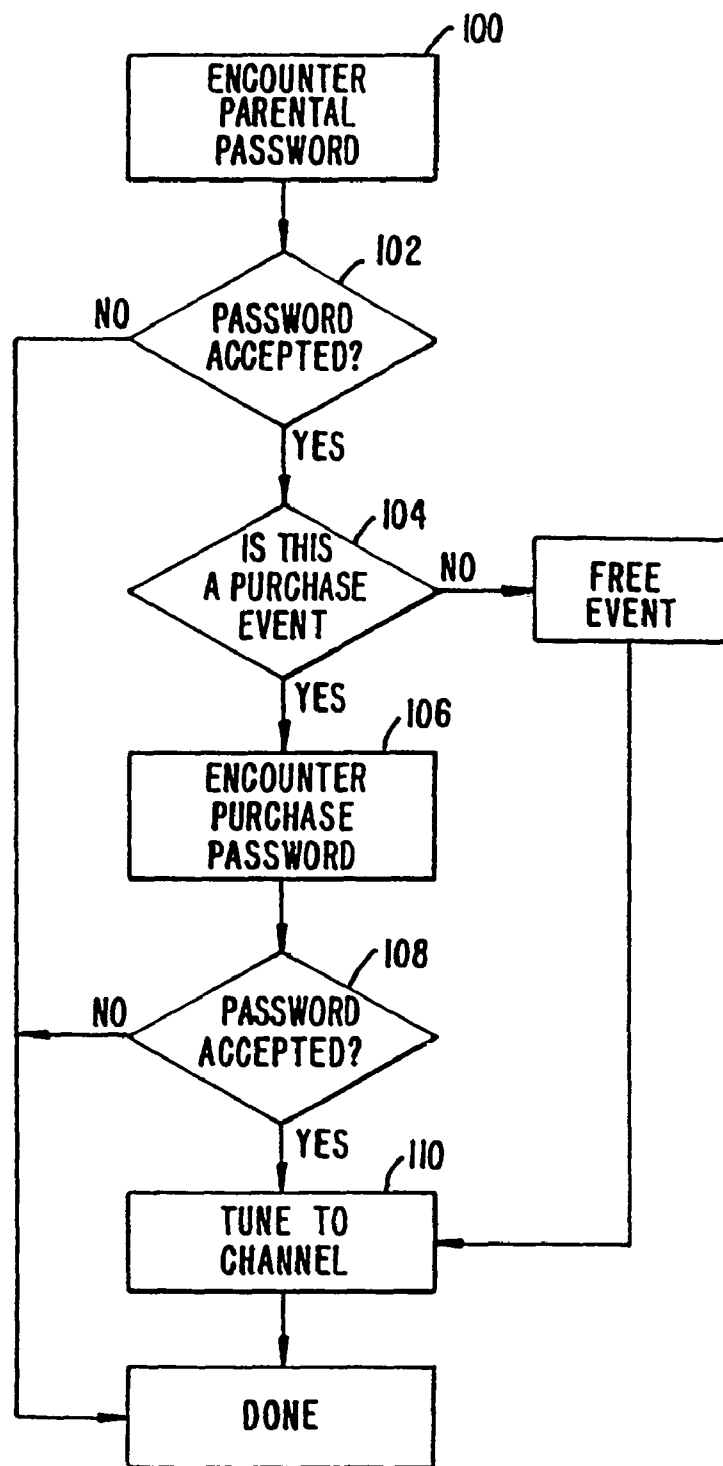 100
ENCOUNTER
PARENTAL
PASSWORD
102
NO
PASSWORD
ACCEPTED?
YES
104
IS THIS
A PURCHASE
EVENT
NO
FREE
EVENT
YES
106
ENCOUNTER
PURCHASE
PASSWORD
108
NO
PASSWORD
ACCEPTED?
YES
110
TUNE TO
CHANNEL
DONE